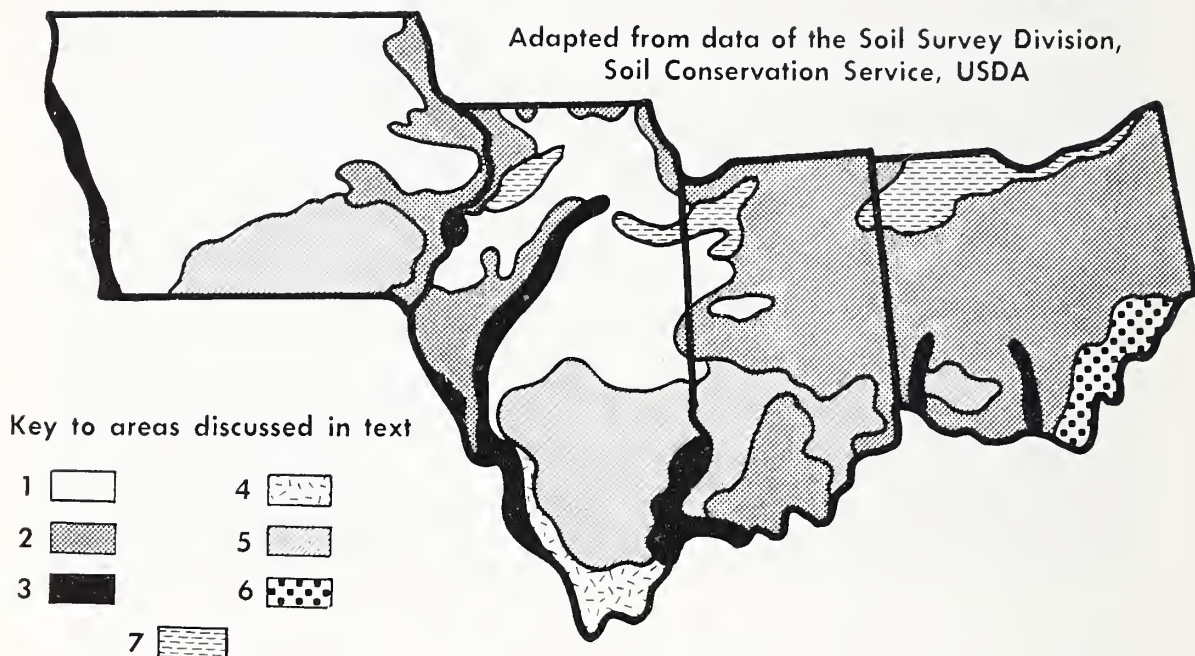 Adapted from data of the Soil Survey Division,
Soil Conservation Service, USDA
Key to areas discussed in text
1
4
2
5
3
6
7